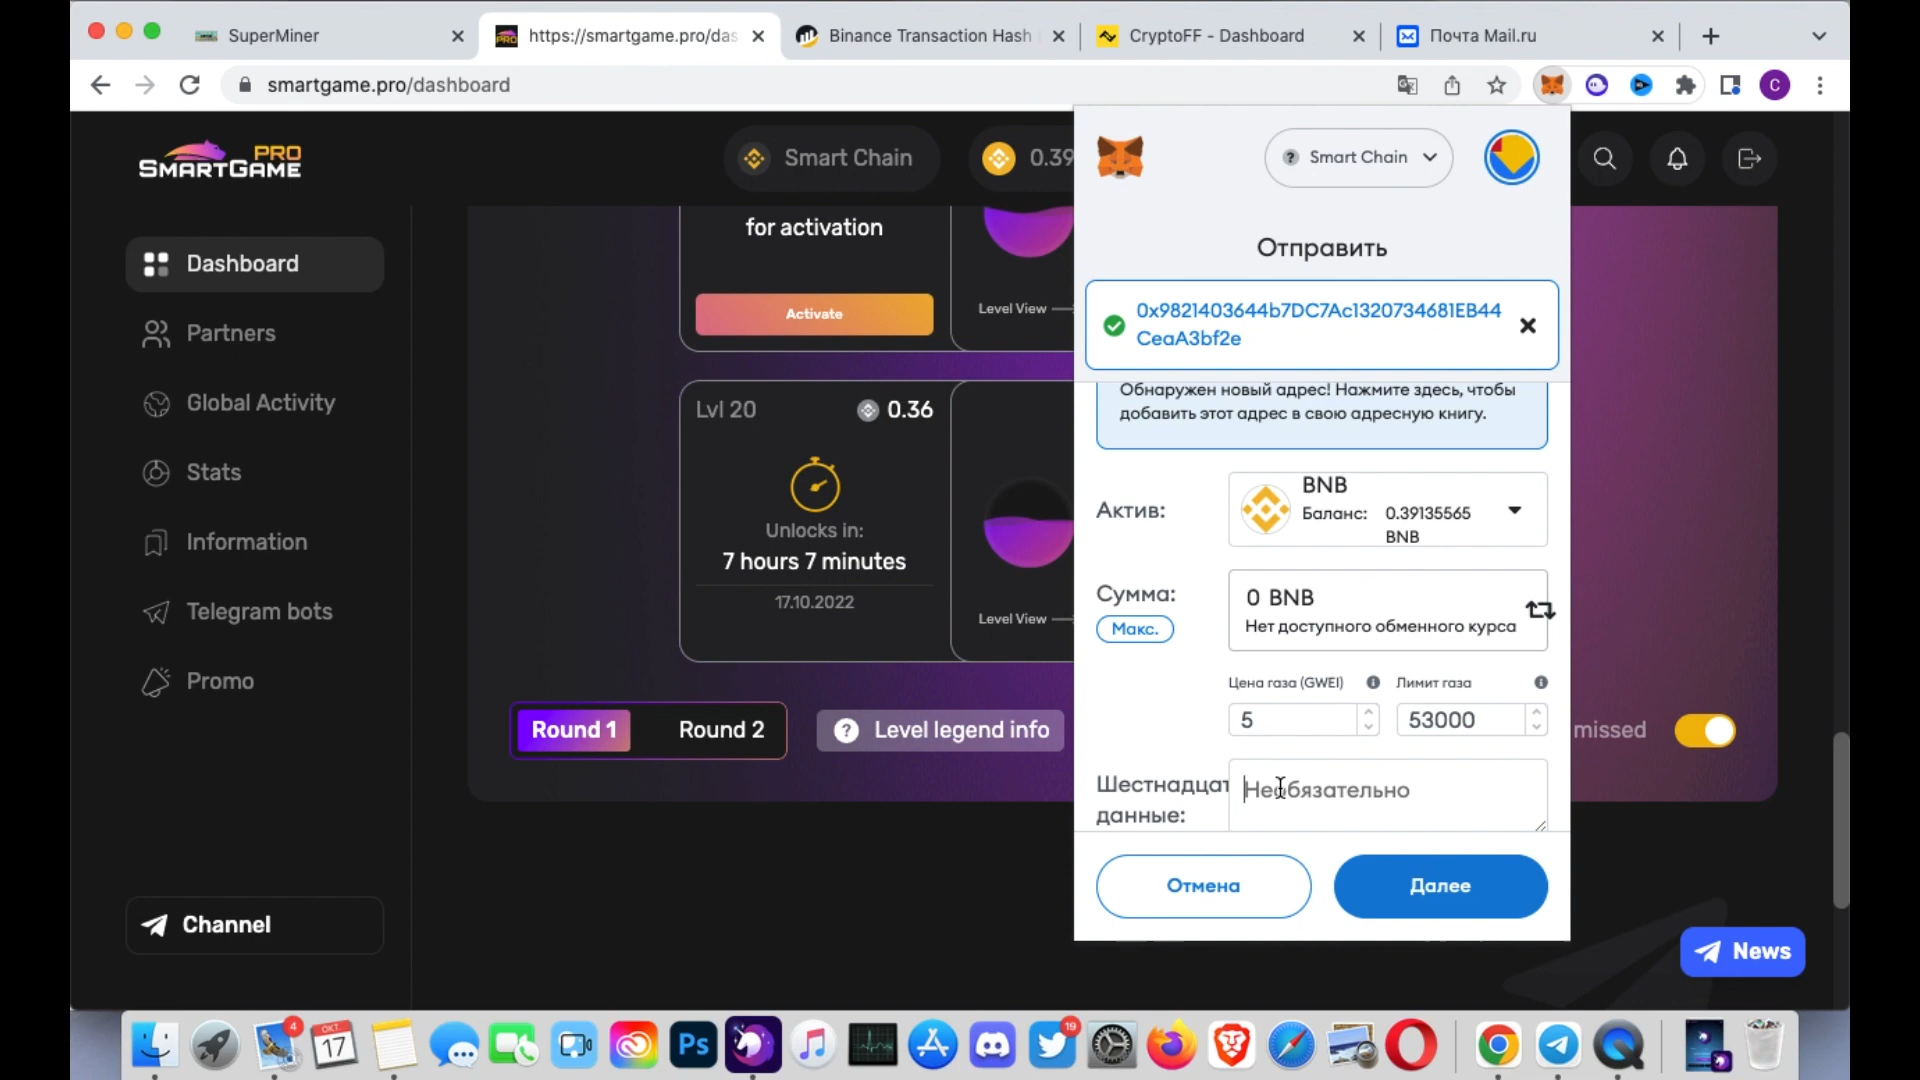 SuperMiner
https://smartgame.pro/das
Binance Transaction Hash
CryptoFF - Dashboard
Почта Mail.ru
smartgame.pro/dashboard
C
SMARTGAME PRO
Smart Chain
0.39
Dashboard
Partners
Global Activity
Stats
Information
Telegram bots
Promo
Channel
for activation
Activate
Level View
Lvl 20
0.36
Unlocks in:
7 hours 7 minutes
17.10.2022
Level View
Round 1
Round 2
? Level legend info
missed
News
? Smart Chain
Отправить
0x9821403644b7DC7Ac1320734681EB44
CeaA3bf2e
Обнаружен новый адрес! Нажмите здесь, чтобы
добавить этот адрес в свою адресную книгу.
Актив:
BNB
Баланс: 0.39135565
BNB
Сумма:
Макс.
0 BNB
Нет доступного обменного курса
Цена газа (GWEI)
Лимит газа
5
53000
Шестнадцат
данные:
Необязательно
Отмена
Далее
4
ОКТ.
17
Ps
19